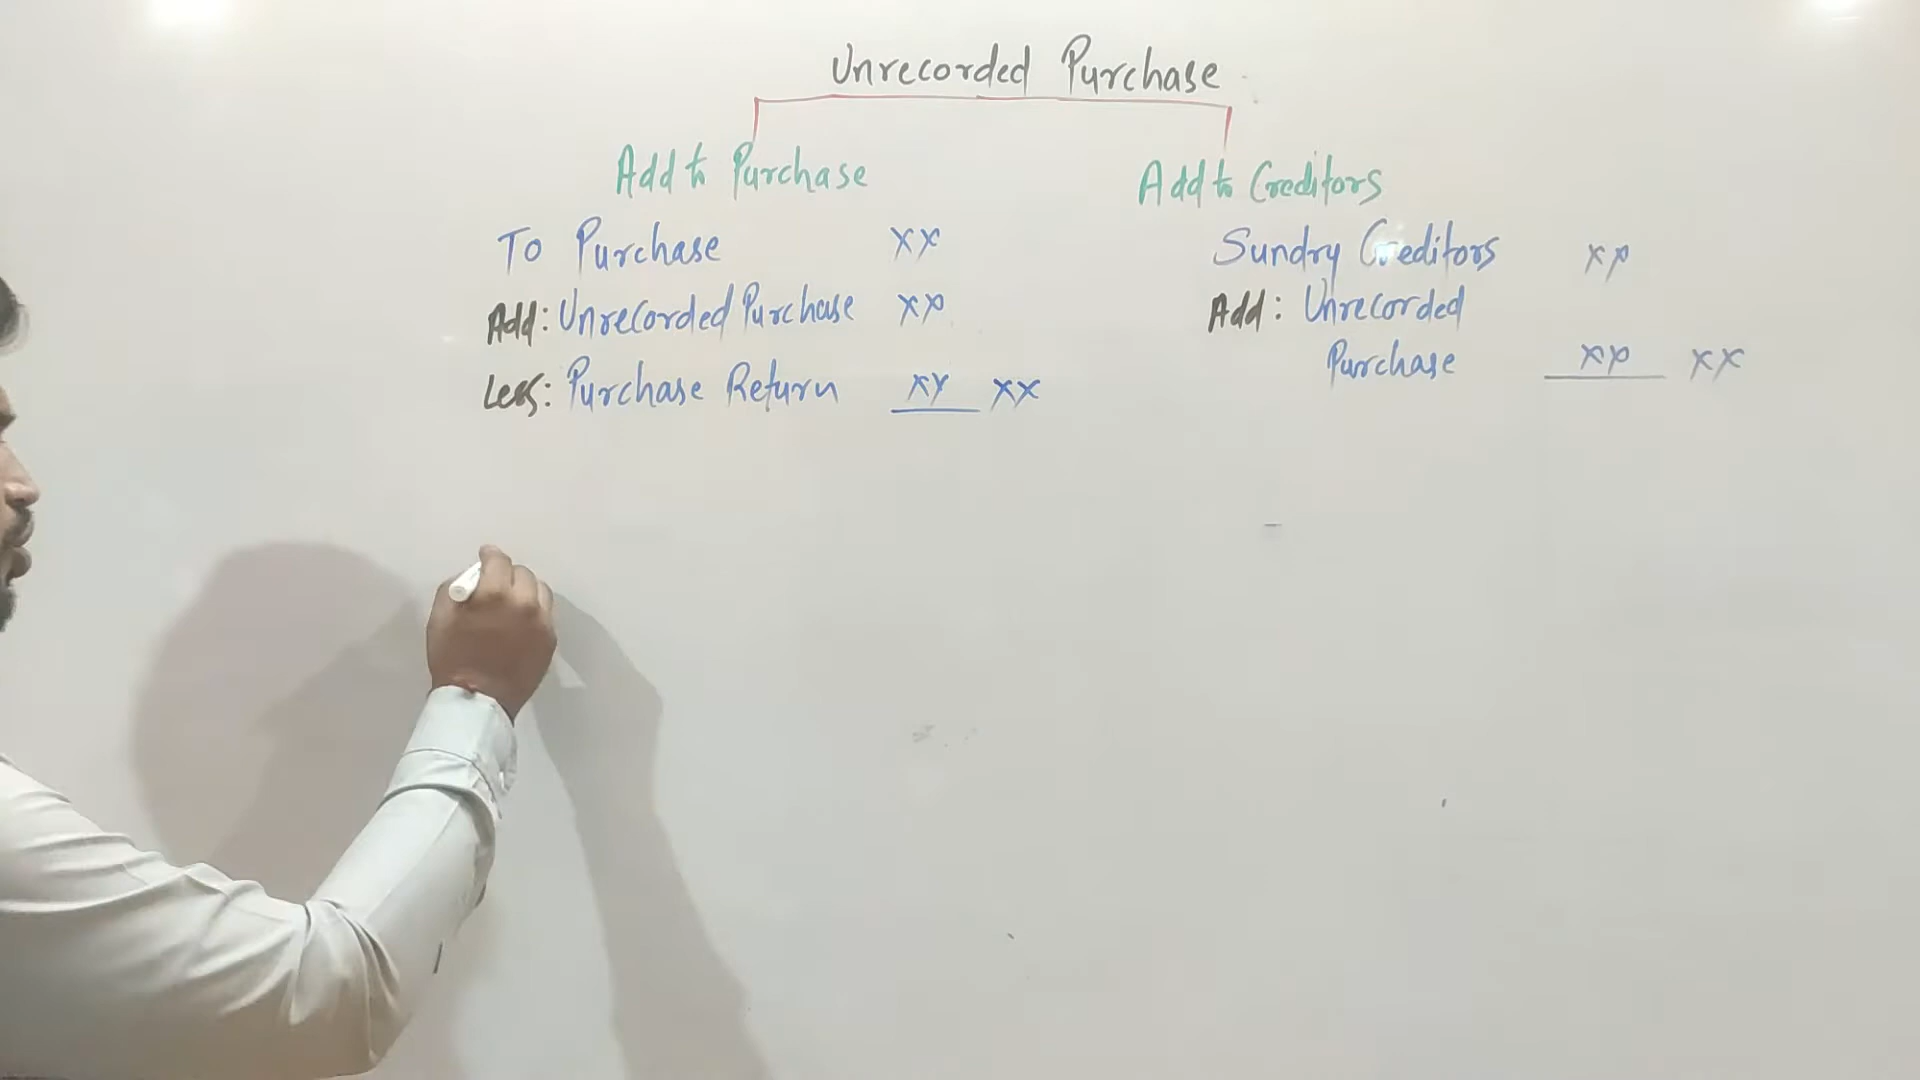 Unrecorded Purchase
Add to Purchase
To Purchase xx
Add: Unrecorded Purchase xx
Less: Purchase Return xx xx
Add to Creditors
Sundry Creditors xx
Add: Unrecorded
Purchase xx xx